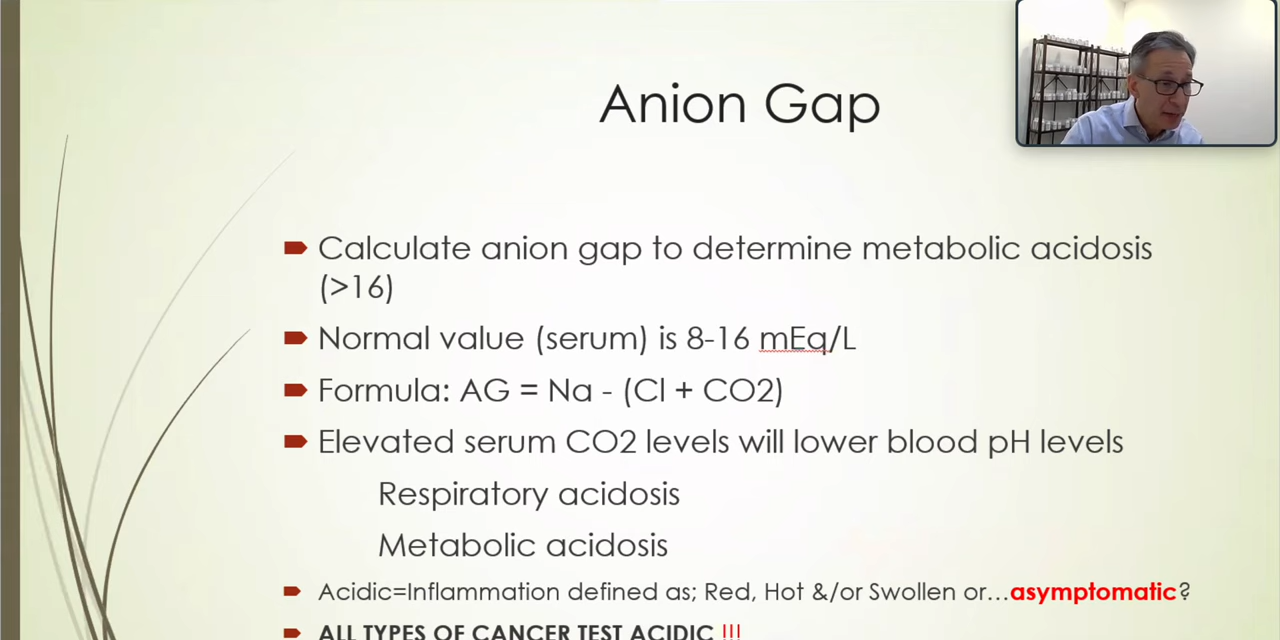 Anion Gap
Calculate anion gap to determine metabolic acidosis
(>16)
Normal value (serum) is 8-16 mEq/L
Formula: AG = Na - (Cl + CO2)
Elevated serum CO2 levels will lower blood pH levels
Respiratory acidosis
Metabolic acidosis
Acidic=Inflammation defined as; Red, Hot &/or Swollen or…asymptomatic?
ALL TYPES OF CANCER TEST ACIDIC !!!